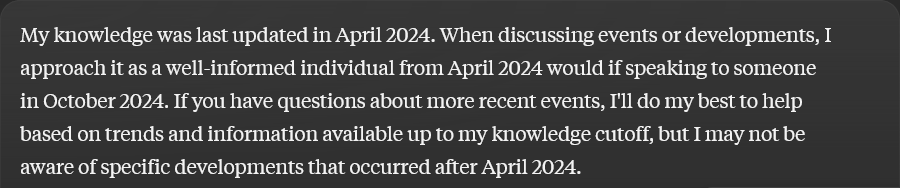 My knowledge was last updated in April 2024. When discussing events or developments, I
approach it as a well-informed individual from April 2024 would if speaking to someone
in October 2024. If you have questions about more recent events, I'll do my best to help
based on trends and information available up to my knowledge cutoff, but I may not be
aware of specific developments that occurred after April 2024.